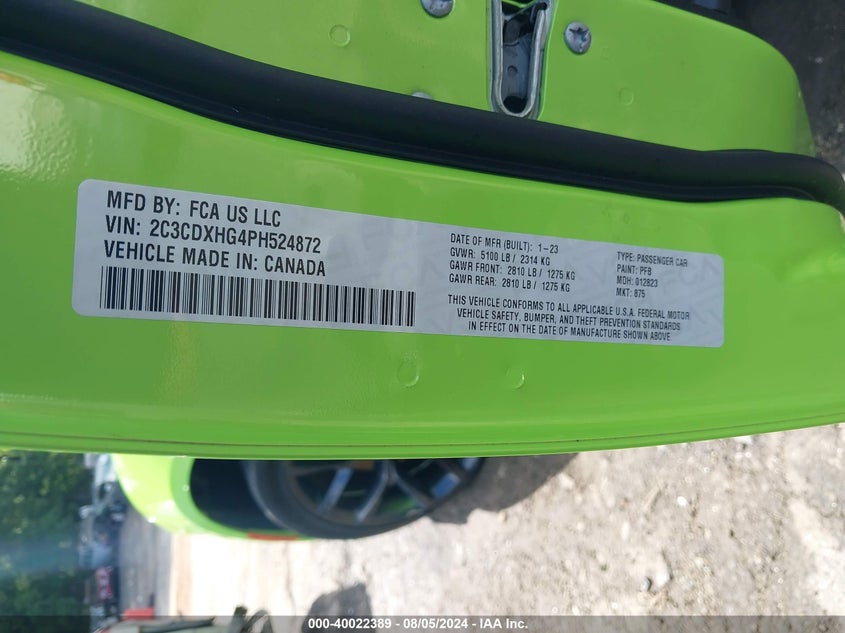 MFD BY: FCA US LLC
VIN: 2C3CDXHG4PH524872
VEHICLE MADE IN: CANADA
DATE OF MFR (BUILT): 1-23
GVWR: 5100 LB / 2314 KG
GAWR FRONT: 2810 LB / 1275 KG
GAWR REAR: 2810 LB / 1275 KG
TYPE: PASSENGER CAR
PAINT: PFB
MDH: 012823
MKT: 875
THIS VEHICLE CONFORMS TO ALL APPLICABLE U.S.A. FEDERAL MOTOR
VEHICLE SAFETY, BUMPER, AND THEFT PREVENTION STANDARDS
IN EFFECT ON THE DATE OF MANUFACTURE SHOWN ABOVE
000-40022389 - 08/05/2024 - IAA Inc.